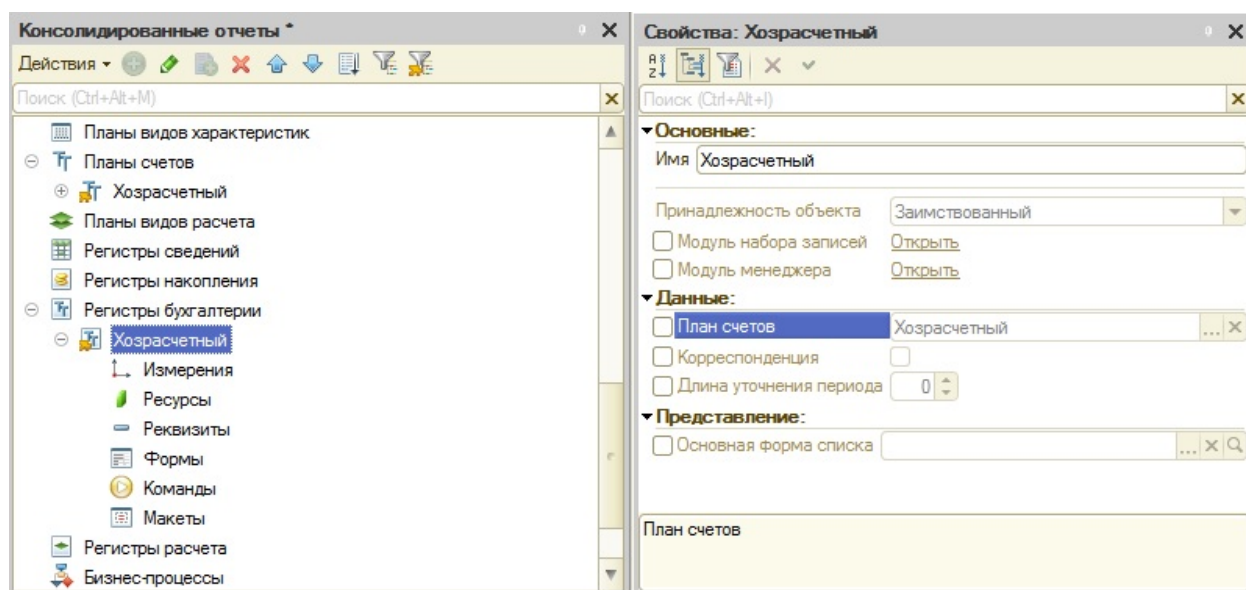 Консолидированные отчеты *
Действия
Поиск (Ctrl+Alt+M)
Планы видов характеристик
Планы счетов
Хозрасчетный
Планы видов расчета
Регистры сведений
Регистры накопления
Регистры бухгалтерии
Хозрасчетный
Измерения
Ресурсы
Реквизиты
Формы
Команды
Макеты
Регистры расчета
Бизнес-процессы
Свойства: Хозрасчетный
Поиск (Ctrl+Alt+I)
Основные:
Имя Хозрасчетный
Принадлежность объекта Заимствованный
Модуль набора записей Открыть
Модуль менеджера Открыть
Данные:
План счетов Хозрасчетный ...
Корреспонденция
Длина уточнения периода 0
Представление:
Основная форма списка ...
План счетов